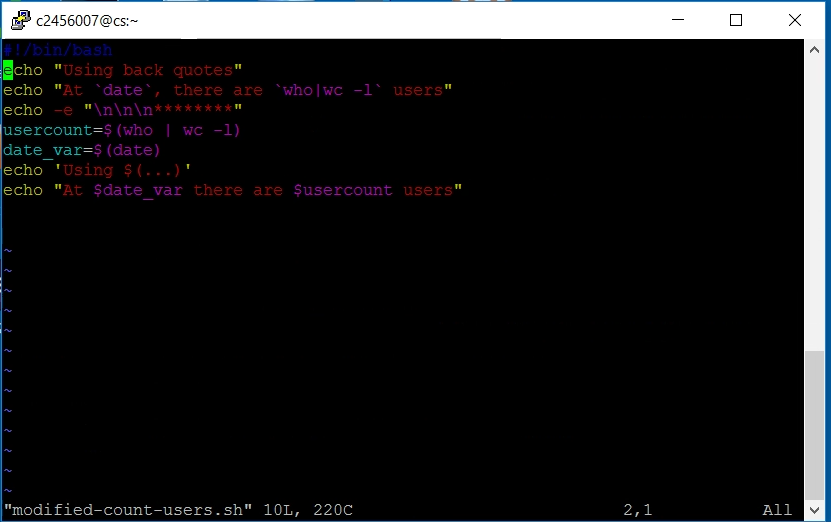 c2456007@cs:~
#!/bin/bash
echo "Using back quotes"
echo "At `date`, there are `who|wc -l` users"
echo -e "\n\n\n********"
usercount=$(who | wc -l)
date_var=$(date)
echo 'Using $(...)'
echo "At $date_var there are $usercount users"
~
~
~
~
~
~
~
~
~
~
~
~
~
"modified-count-users.sh" 10L, 220C 2,1 All